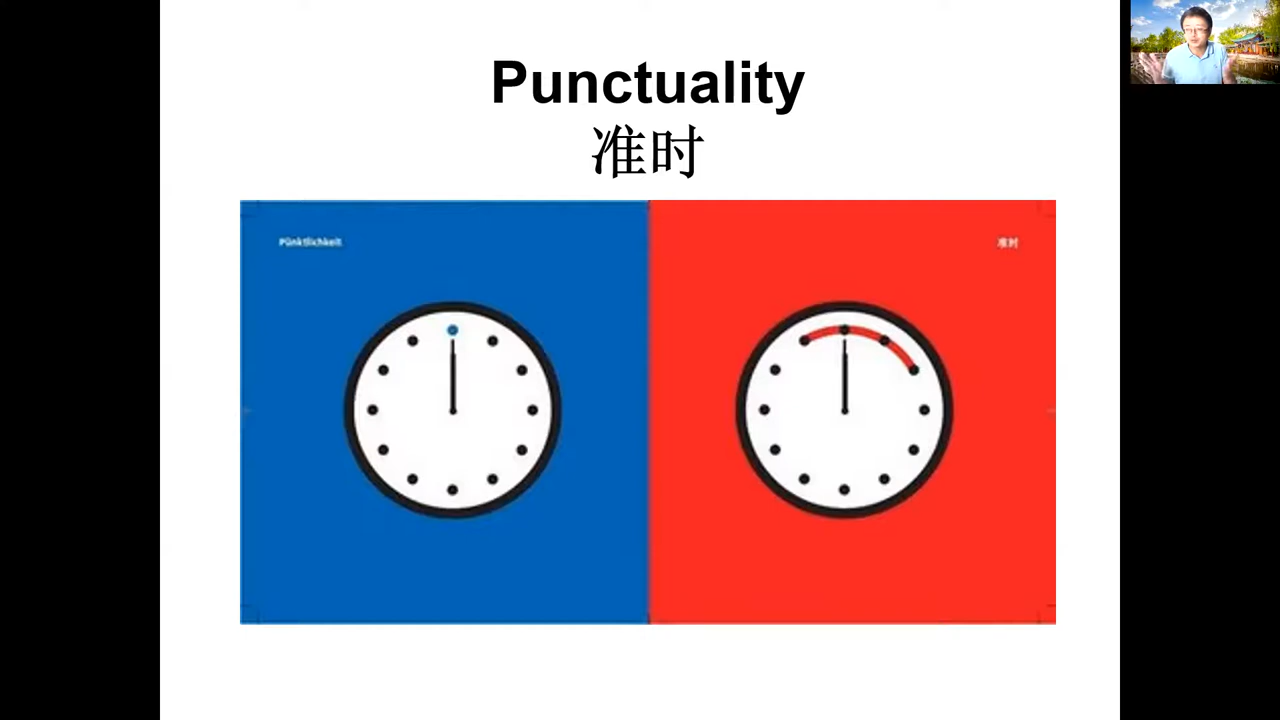 Punctuality
准时
Pünktlichkeit
准时